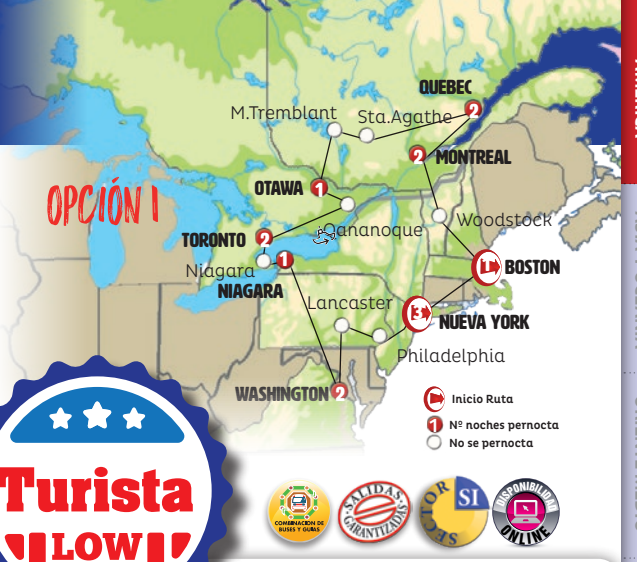 QUEBEC
2
M.Tremblant
Sta.Agathe
2
MONTREAL
OTAWA
1
OPCIÓN 1
Woodstock
Gananoque
TORONTO
2
Niagara
1
NIAGARA
1
BOSTON
Lancaster
3
NUEVA YORK
Philadelphia
WASHINGTON
2
Inicio Ruta
1
Nº noches pernocta
No se pernocta
Turista
LOW
COMBINACION DE
BUSES Y GUIAS
SALIDAS
GARANTIZADAS
SECTOR
SI
DISPONIBILIDAD
ONLINE